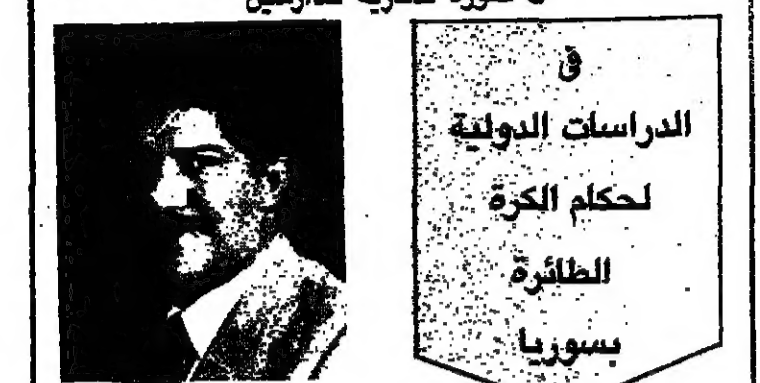 في
الدراسات الدولية
لحكام الكرة
الطائرة
بسوريا